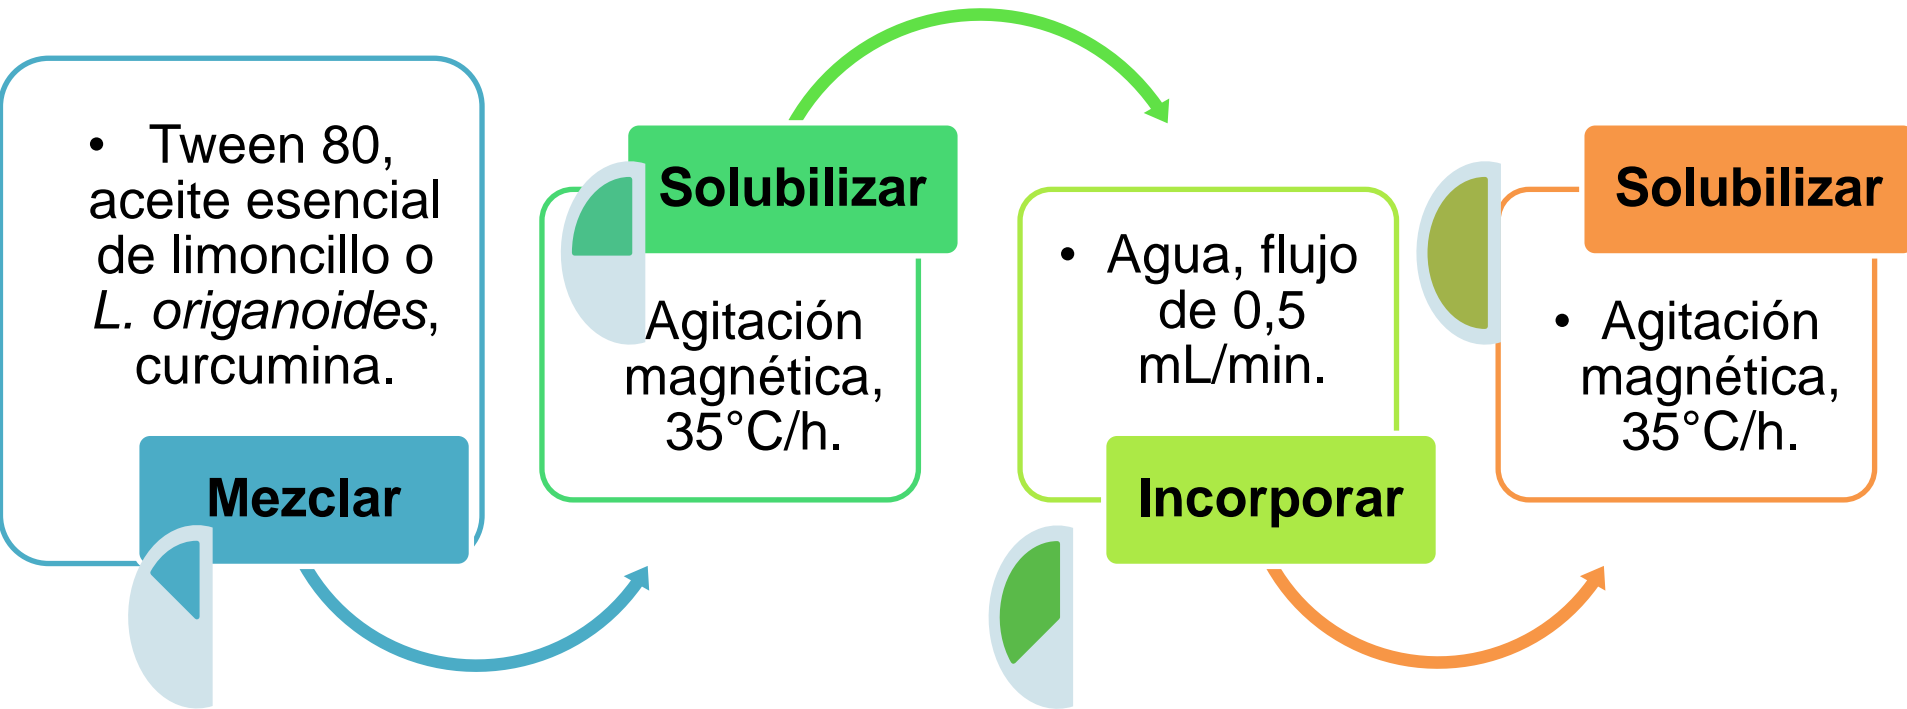 • Tween 80,
aceite esencial
de limoncillo o
L. origanoides,
curcumina.
Mezclar
Solubilizar
Agitación
magnética,
35°C/h.
• Agua, flujo
de 0,5
mL/min.
Incorporar
Solubilizar
• Agitación
magnética,
35°C/h.